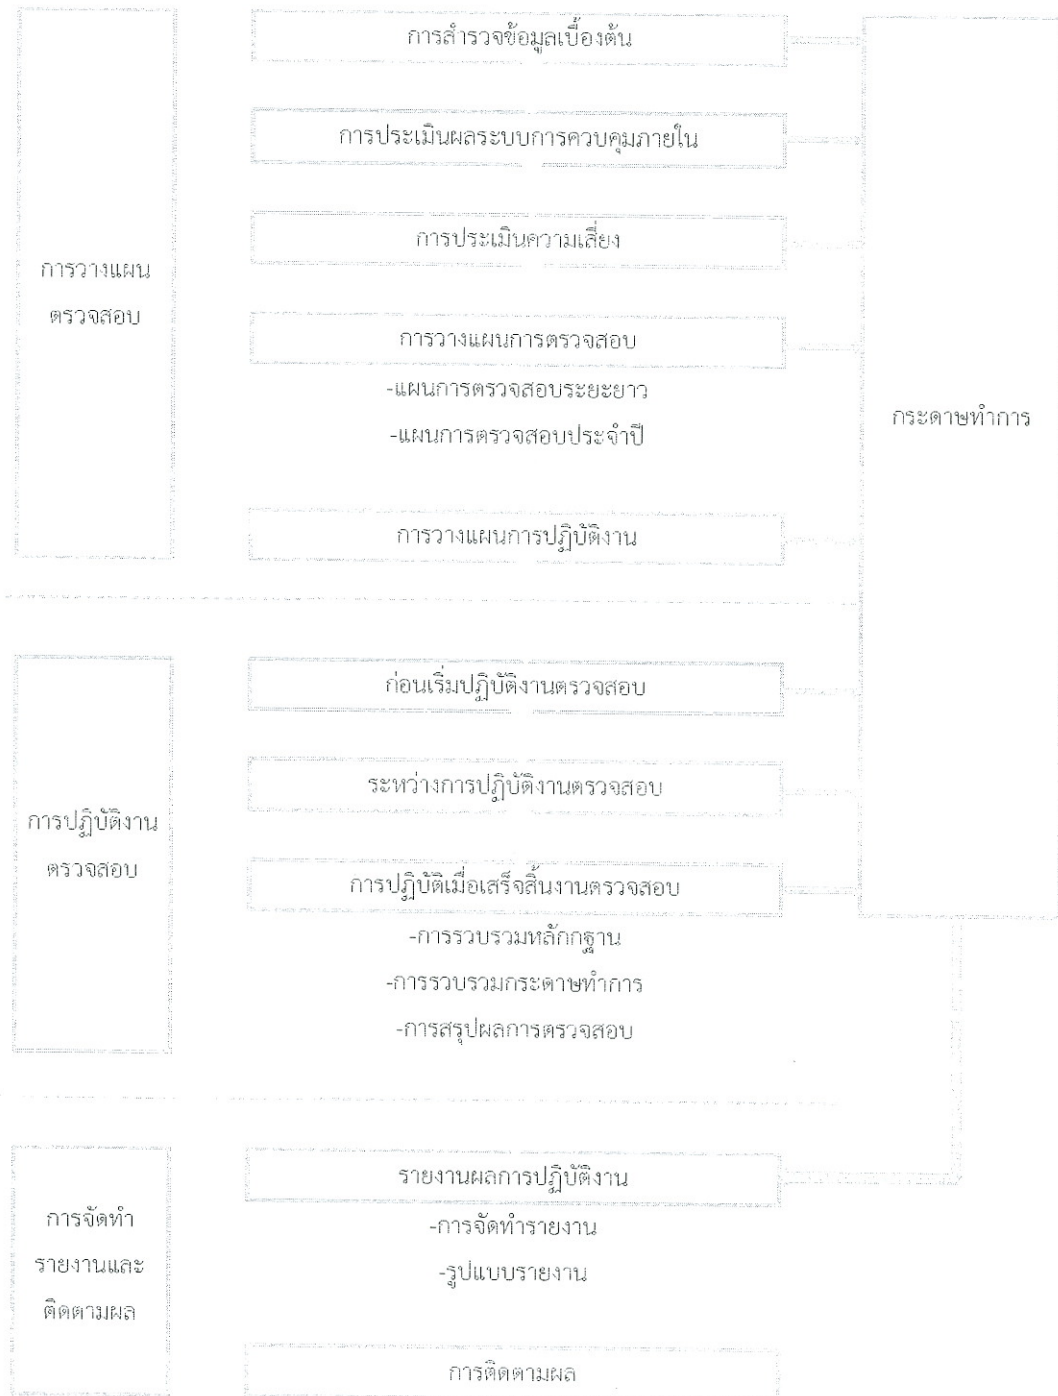 การสำรวจข้อมูลเบื้องต้น
การประเมินผลระบบการควบคุมภายใน
การประเมินความเสี่ยง
การวางแผน
ตรวจสอบ
การวางแผนการตรวจสอบ
-แผนการตรวจสอบระยะยาว
-แผนการตรวจสอบประจำปี
กระดาษทำการ
การวางแผนการปฏิบัติงาน
ก่อนเริ่มปฏิบัติงานตรวจสอบ
ระหว่างการปฏิบัติงานตรวจสอบ
การปฏิบัติงาน
ตรวจสอบ
การปฏิบัติเมื่อเสร็จสิ้นงานตรวจสอบ
-การรวบรวมหลักกฐาน
-การรวบรวมกระดาษทำการ
-การสรุปผลการตรวจสอบ
รายงานผลการปฏิบัติงาน
การจัดทำ
รายงานและ
ติดตามผล
-การจัดทำรายงาน
-รูปแบบรายงาน
การติดตามผล